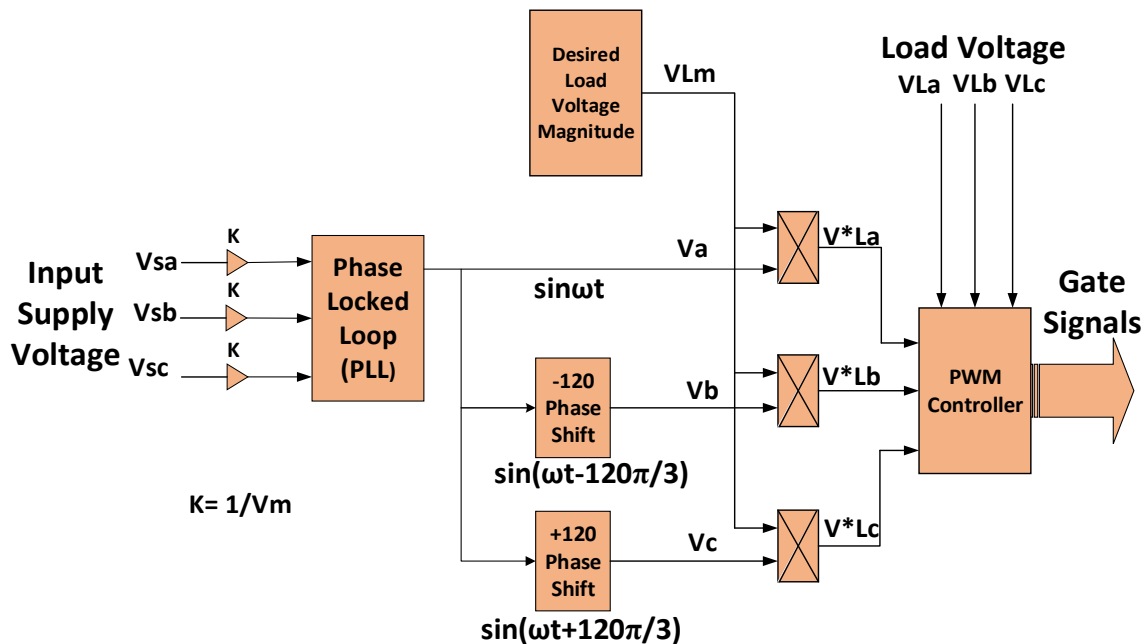 Desired
Load
Voltage
Magnitude
VLm
Load Voltage
VLa VLb VLc
Input
Supply
Voltage
Vsa
K
Vsb
K
Vsc
K
Phase
Locked
Loop
(PLL)
sinωt
Va
V*La
-120
Phase
Shift
sin(ωt-120π/3)
Vb
V*Lb
+120
Phase
Shift
sin(ωt+120π/3)
Vc
V*Lc
PWM
Controller
Gate
Signals
K= 1/Vm